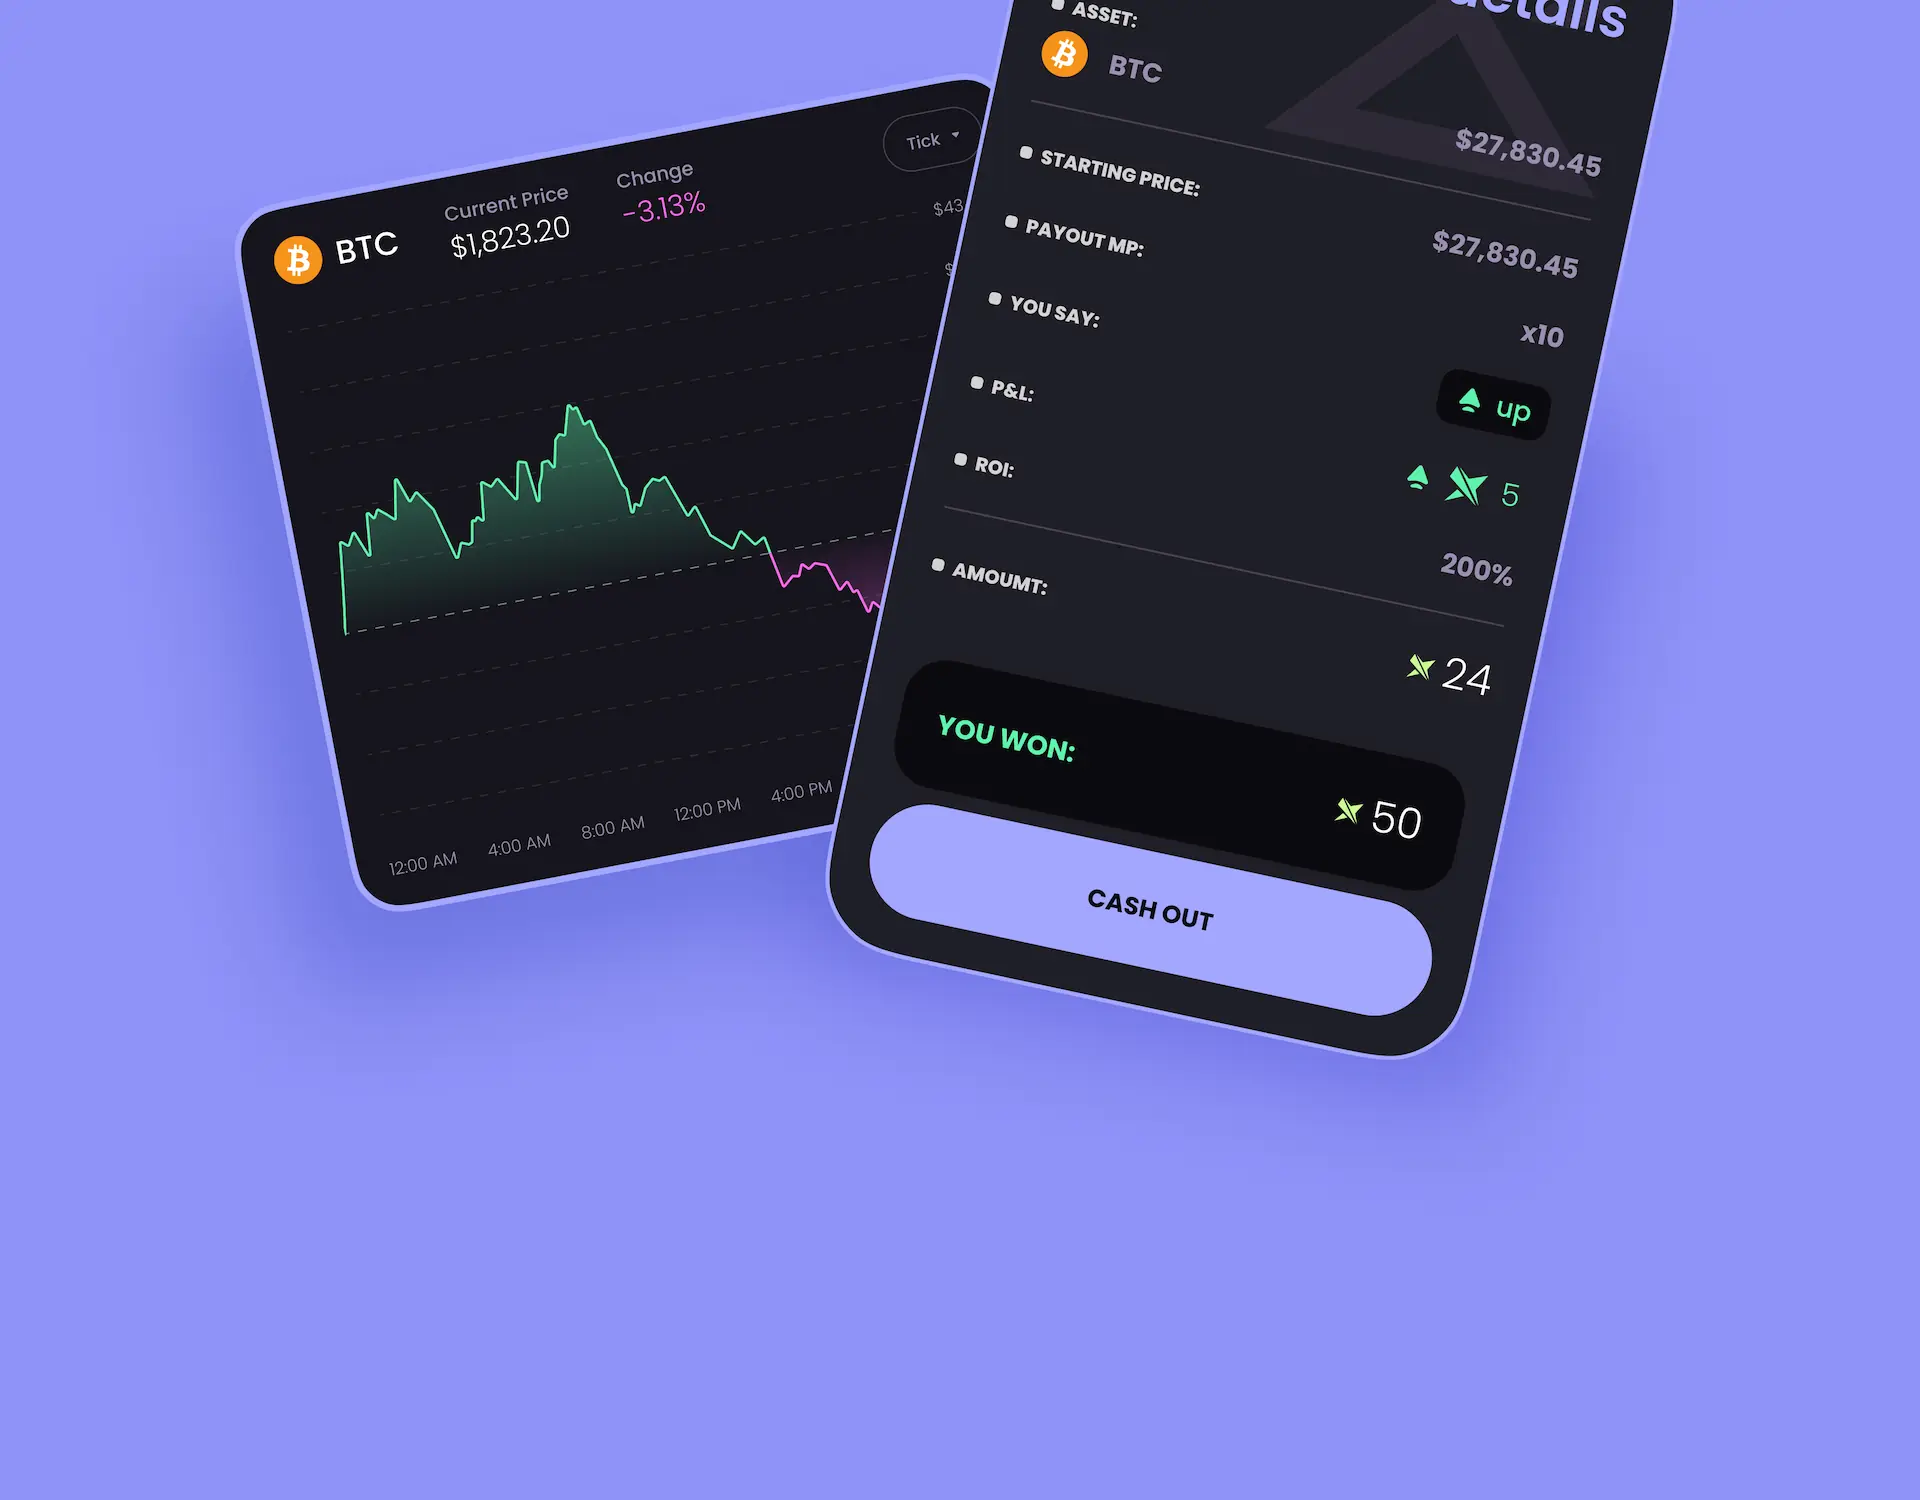 BTC
Current Price
$1,823.20
Change
-3.13%
Tick
$43
12:00 AM
4:00 AM
8:00 AM
12:00 PM
4:00 PM
details
ASSET:
BTC
$27,830.45
STARTING PRICE:
$27,830.45
PAYOUT MP:
x10
YOU SAY:
up
P&L:
5
ROI:
200%
AMOUMT:
24
YOU WON:
50
CASH OUT